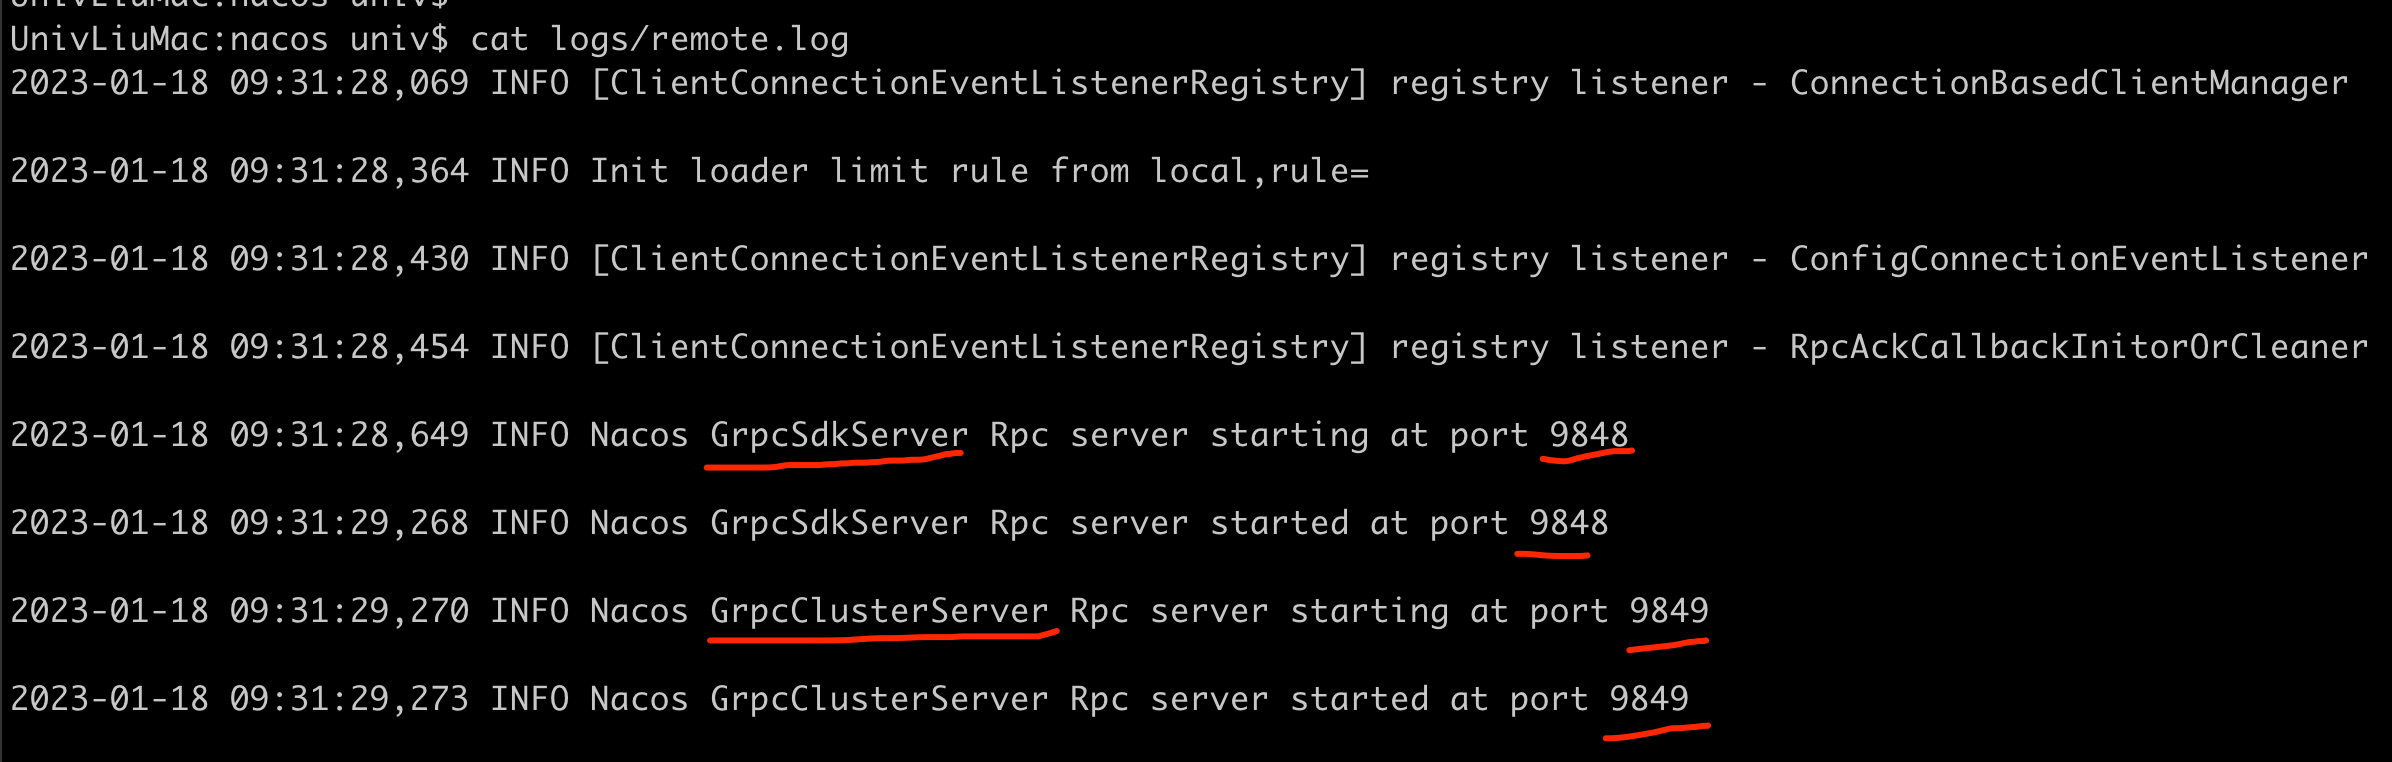 UnivLiuMac:nacos univ$
UnivLiuMac:nacos univ$ cat logs/remote.log
2023-01-18 09:31:28,069 INFO [ClientConnectionEventListenerRegistry] registry listener - ConnectionBasedClientManager
2023-01-18 09:31:28,364 INFO Init loader limit rule from local,rule=
2023-01-18 09:31:28,430 INFO [ClientConnectionEventListenerRegistry] registry listener - ConfigConnectionEventListener
2023-01-18 09:31:28,454 INFO [ClientConnectionEventListenerRegistry] registry listener - RpcAckCallbackInitorOrCleaner
2023-01-18 09:31:28,649 INFO Nacos GrpcSdkServer Rpc server starting at port 9848
2023-01-18 09:31:29,268 INFO Nacos GrpcSdkServer Rpc server started at port 9848
2023-01-18 09:31:29,270 INFO Nacos GrpcClusterServer Rpc server starting at port 9849
2023-01-18 09:31:29,273 INFO Nacos GrpcClusterServer Rpc server started at port 9849